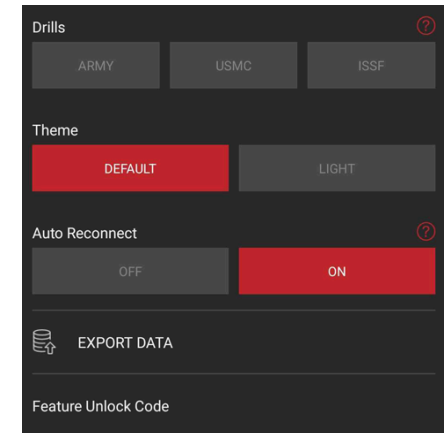 Drills ?
ARMY USMC ISSF
Theme
DEFAULT LIGHT
Auto Reconnect ?
OFF ON
EXPORT DATA
Feature Unlock Code